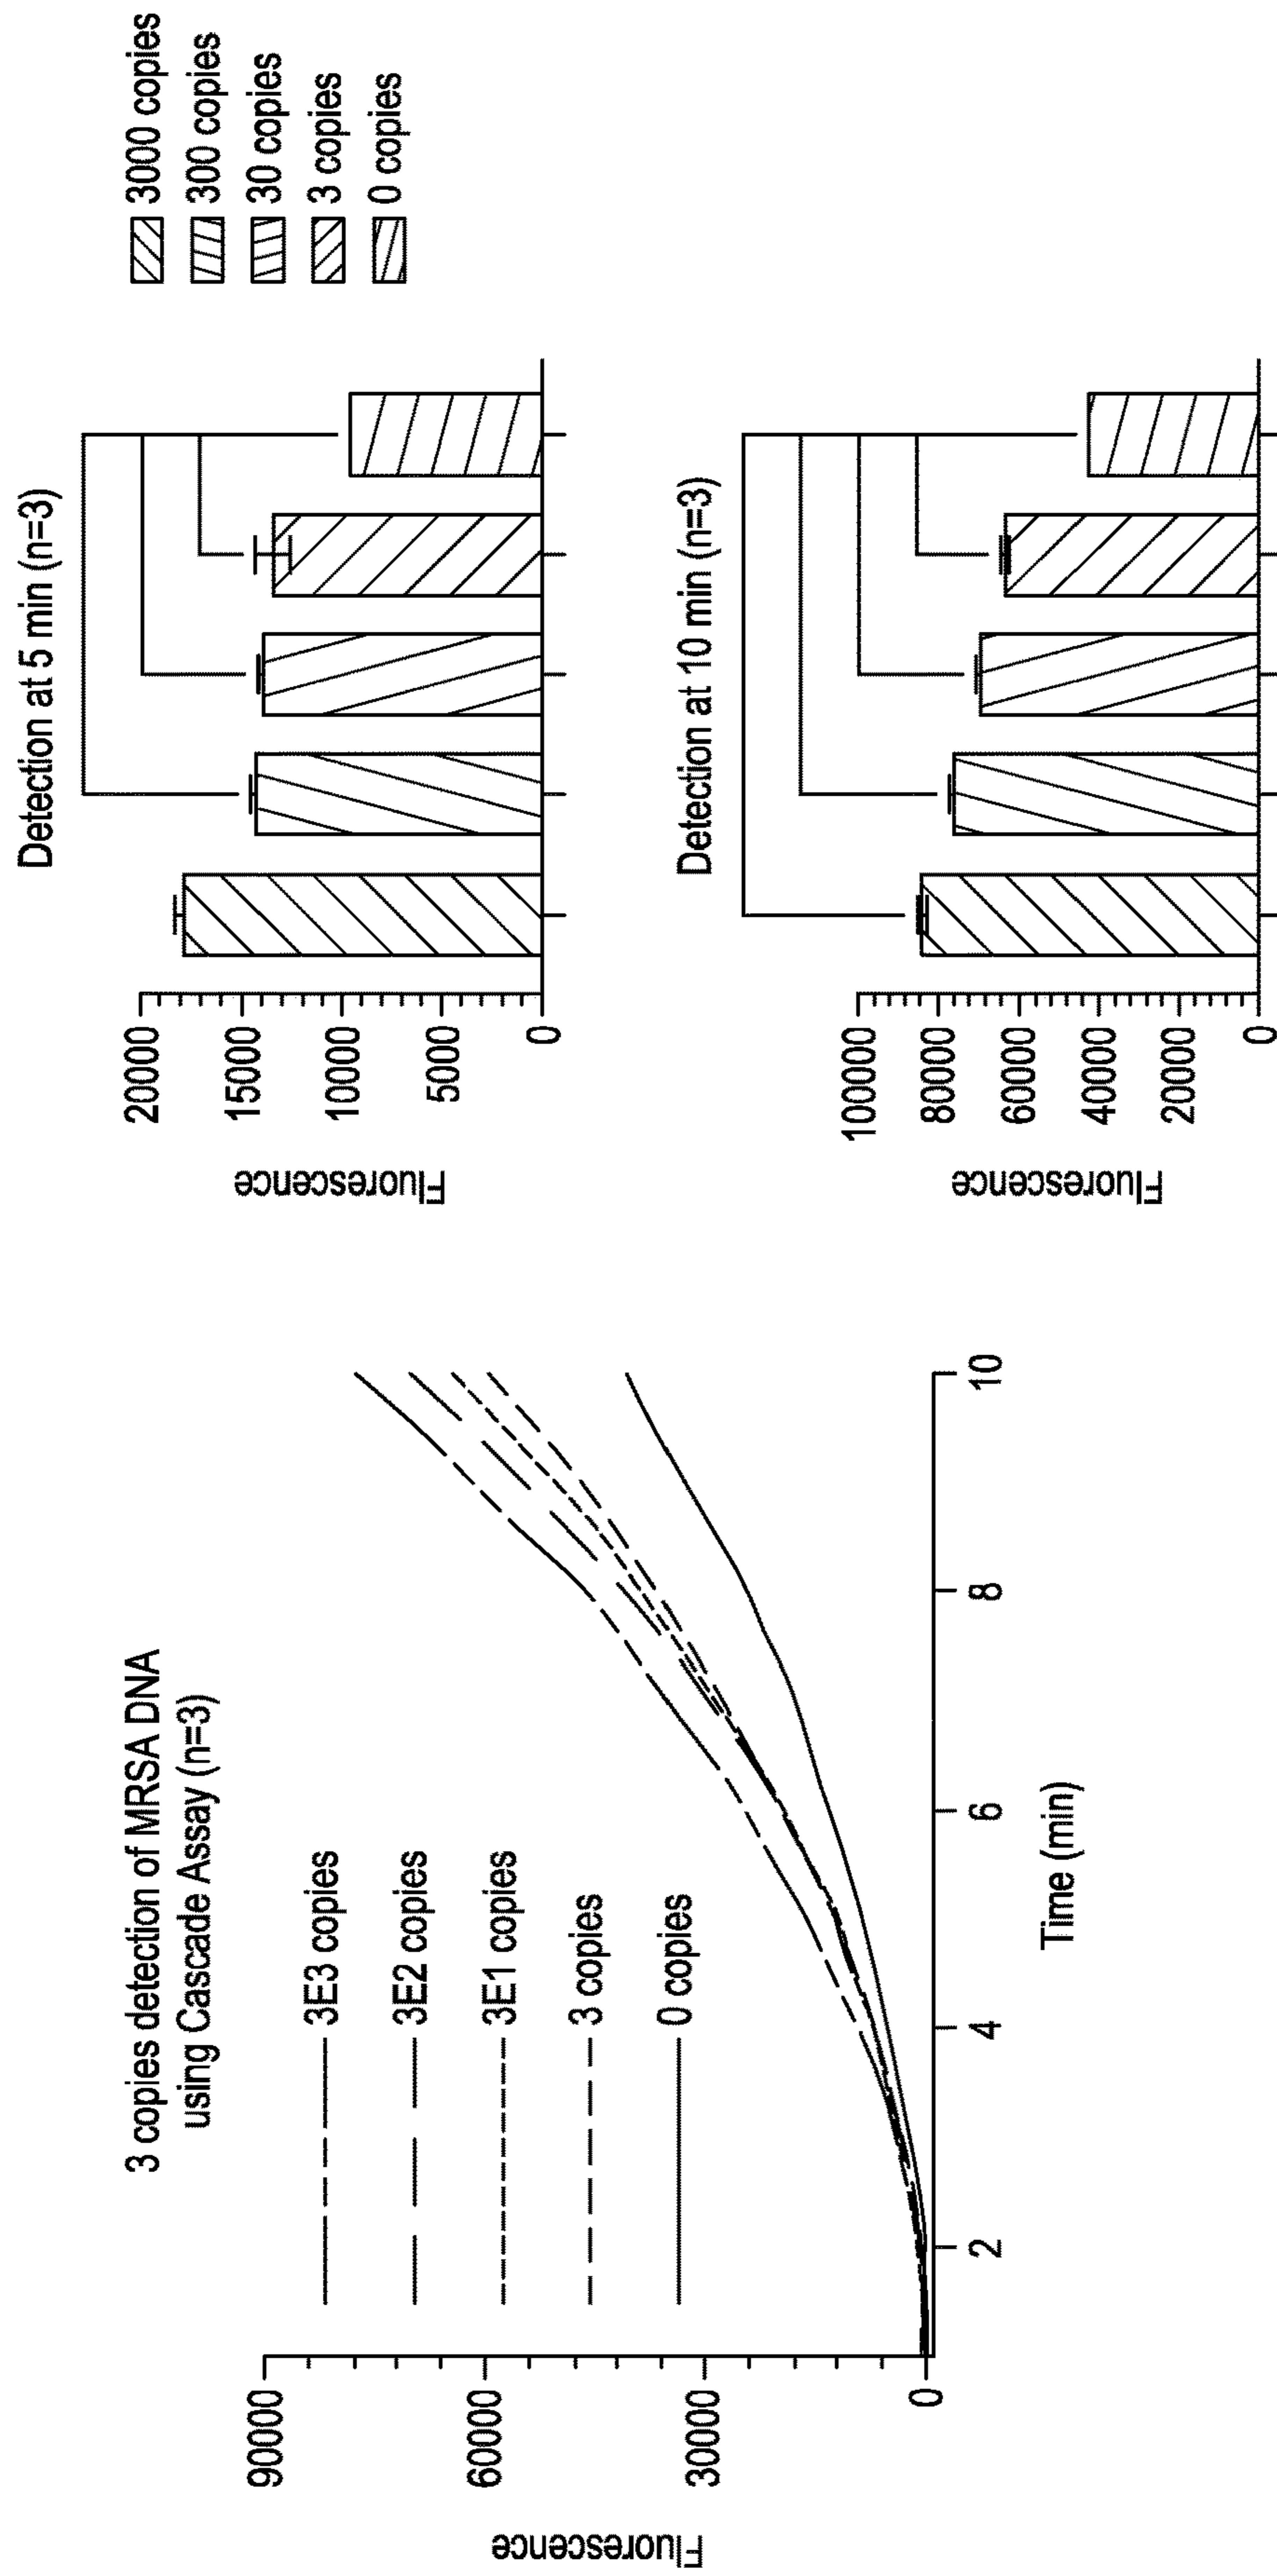 3 copies detection of MRSA DNA
using Cascade Assay (n=3)
Fluorescence
90000
60000
30000
0
3E3 copies
3E2 copies
3E1 copies
3 copies
0 copies
2
4
6
8
10
Time (min)
Detection at 5 min (n=3)
Fluorescence
20000
15000
10000
5000
0
3000 copies
300 copies
30 copies
3 copies
0 copies
Detection at 10 min (n=3)
Fluorescence
100000
80000
60000
40000
20000
0